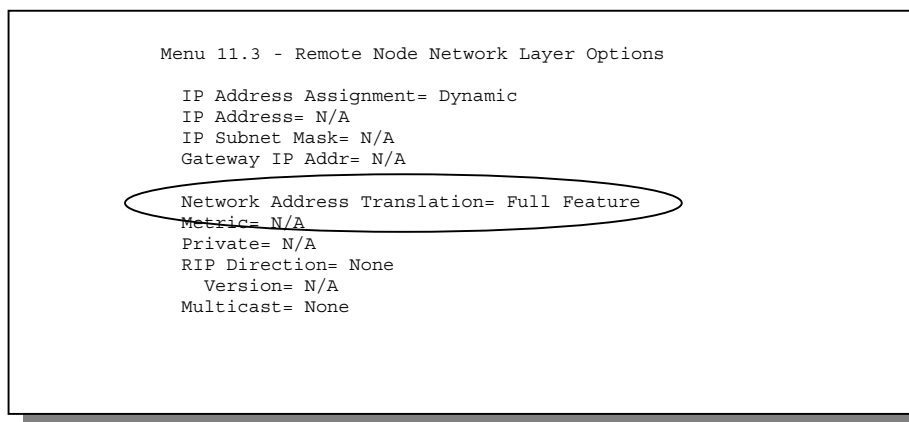 Menu 11.3 - Remote Node Network Layer Options
IP Address Assignment= Dynamic
IP Address= N/A
IP Subnet Mask= N/A
Gateway IP Addr= N/A
Network Address Translation= Full Feature
Metric= N/A
Private= N/A
RIP Direction= None
Version= N/A
Multicast= None